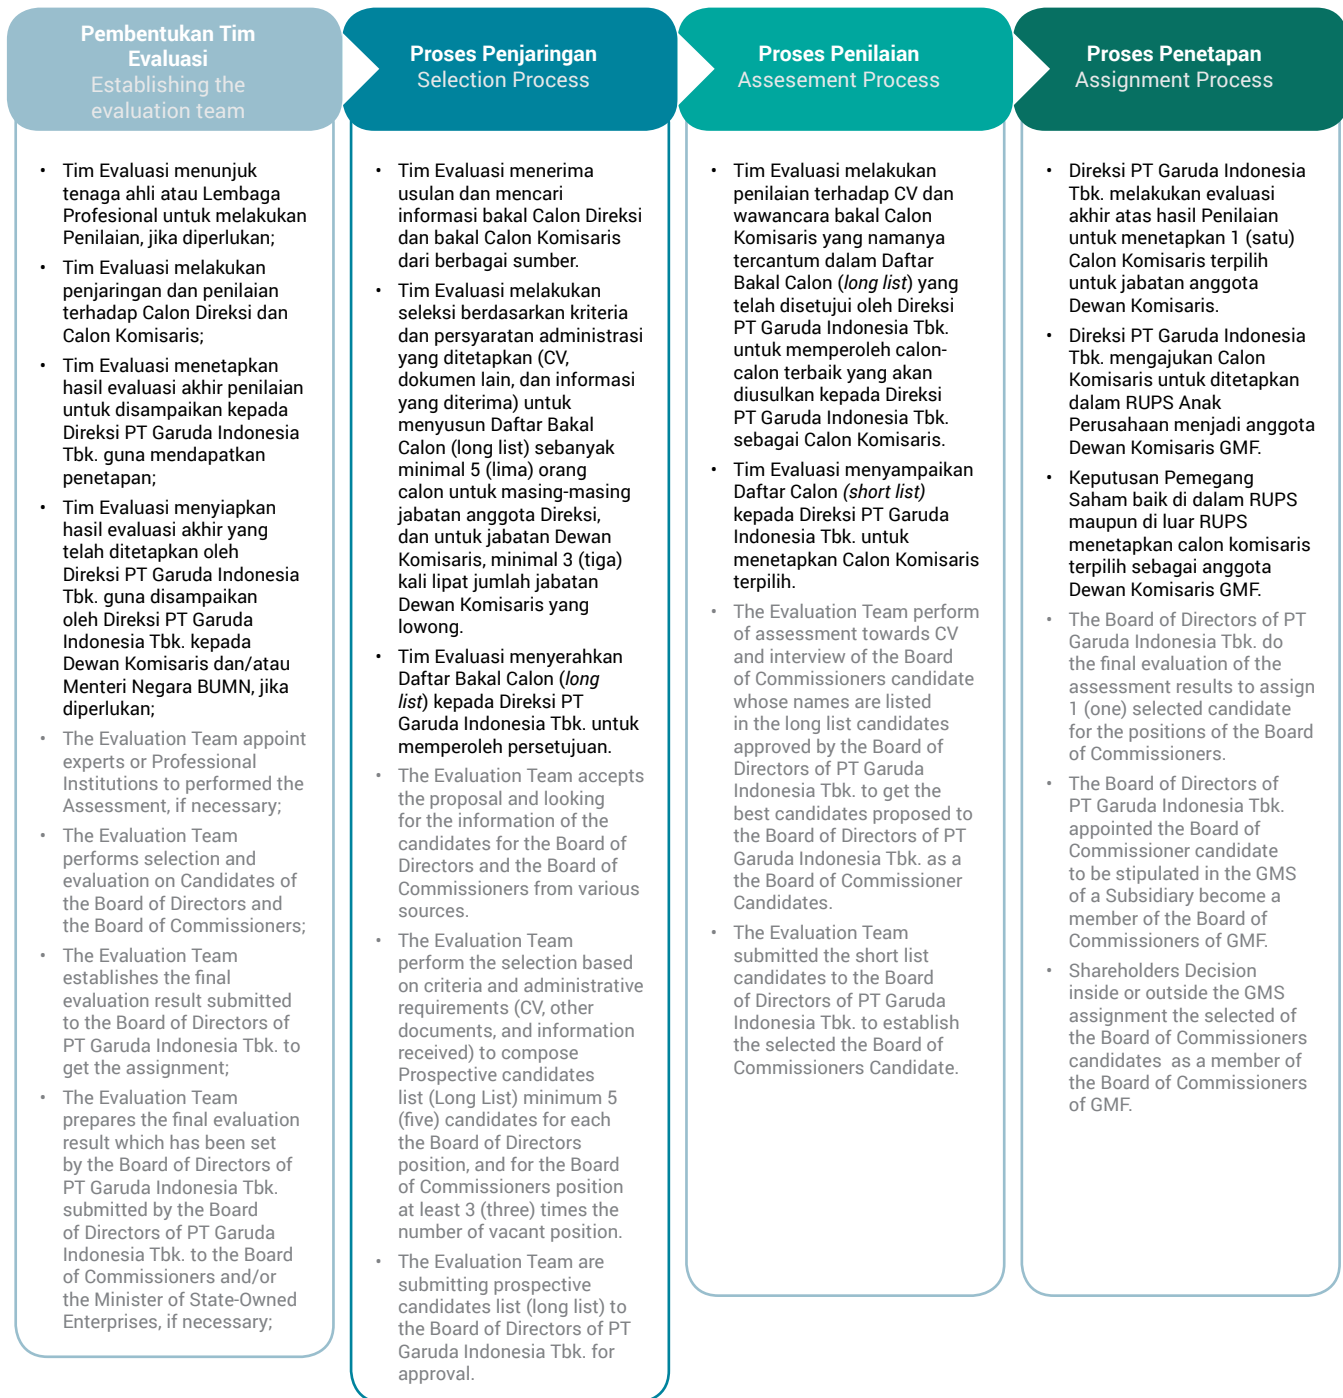 Pembentukan Tim
Evaluasi
Establishing the
evaluation team
• Tim Evaluasi menunjuk
tenaga ahli atau Lembaga
Profesional untuk melakukan
Penilaian, jika diperlukan;
• Tim Evaluasi melakukan
penjaringan dan penilaian
terhadap Calon Direksi dan
Calon Komisaris;
• Tim Evaluasi menetapkan
hasil evaluasi akhir penilaian
untuk disampaikan kepada
Direksi PT Garuda Indonesia
Tbk. guna mendapatkan
penetapan;
• Tim Evaluasi menyiapkan
hasil evaluasi akhir yang
telah ditetapkan oleh
Direksi PT Garuda Indonesia
Tbk. guna disampaikan
oleh Direksi PT Garuda
Indonesia Tbk. kepada
Dewan Komisaris dan/atau
Menteri Negara BUMN, jika
diperlukan;
• The Evaluation Team appoint
experts or Professional
Institutions to performed the
Assessment, if necessary;
• The Evaluation Team
performs selection and
evaluation on Candidates of
the Board of Directors and
the Board of Commissioners;
• The Evaluation Team
establishes the final
evaluation result submitted
to the Board of Directors of
PT Garuda Indonesia Tbk. to
get the assignment;
• The Evaluation Team
prepares the final evaluation
result which has been set
by the Board of Directors of
PT Garuda Indonesia Tbk.
submitted by the Board
of Directors of PT Garuda
Indonesia Tbk. to the Board
of Commissioners and/or
the Minister of State-Owned
Enterprises, if necessary;
Proses Penjaringan
Selection Process
• Tim Evaluasi menerima
usulan dan mencari
informasi bakal Calon Direksi
dan bakal Calon Komisaris
dari berbagai sumber.
• Tim Evaluasi melakukan
seleksi berdasarkan kriteria
dan persyaratan administrasi
yang ditetapkan (CV,
dokumen lain, dan informasi
yang diterima) untuk
menyusun Daftar Bakal
Calon (long list) sebanyak
minimal 5 (lima) orang
calon untuk masing-masing
jabatan anggota Direksi,
dan untuk jabatan Dewan
Komisaris, minimal 3 (tiga)
kali lipat jumlah jabatan
Dewan Komisaris yang
lowong.
• Tim Evaluasi menyerahkan
Daftar Bakal Calon (long
list) kepada Direksi PT
Garuda Indonesia Tbk. untuk
memperoleh persetujuan.
• The Evaluation Team accepts
the proposal and looking
for the information of the
candidates for the Board of
Directors and the Board of
Commissioners from various
sources.
• The Evaluation Team
perform the selection based
on criteria and administrative
requirements (CV, other
documents, and information
received) to compose
Prospective candidates
list (Long List) minimum 5
(five) candidates for each
the Board of Directors
position, and for the Board
of Commissioners position
at least 3 (three) times the
number of vacant position.
• The Evaluation Team are
submitting prospective
candidates list (long list) to
the Board of Directors of PT
Garuda Indonesia Tbk. for
approval.
Proses Penilaian
Assesement Process
• Tim Evaluasi melakukan
penilaian terhadap CV dan
wawancara bakal Calon
Komisaris yang namanya
tercantum dalam Daftar
Bakal Calon (long list) yang
telah disetujui oleh Direksi
PT Garuda Indonesia Tbk.
untuk memperoleh calon-
calon terbaik yang akan
diusulkan kepada Direksi
PT Garuda Indonesia Tbk.
sebagai Calon Komisaris.
• Tim Evaluasi menyampaikan
Daftar Calon (short list)
kepada Direksi PT Garuda
Indonesia Tbk. untuk
menetapkan Calon Komisaris
terpilih.
• The Evaluation Team perform
of assessment towards CV
and interview of the Board
of Commissioners candidate
whose names are listed
in the long list candidates
approved by the Board of
Directors of PT Garuda
Indonesia Tbk. to get the
best candidates proposed to
the Board of Directors of PT
Garuda Indonesia Tbk. as a
the Board of Commissioner
Candidates.
• The Evaluation Team
submitted the short list
candidates to the Board
of Directors of PT Garuda
Indonesia Tbk. to establish
the selected the Board of
Commissioners Candidate.
Proses Penetapan
Assignment Process
• Direksi PT Garuda Indonesia
Tbk. melakukan evaluasi
akhir atas hasil Penilaian
untuk menetapkan 1 (satu)
Calon Komisaris terpilih
untuk jabatan anggota
Dewan Komisaris.
• Direksi PT Garuda Indonesia
Tbk. mengajukan Calon
Komisaris untuk ditetapkan
dalam RUPS Anak
Perusahaan menjadi anggota
Dewan Komisaris GMF.
• Keputusan Pemegang
Saham baik di dalam RUPS
maupun di luar RUPS
menetapkan calon komisaris
terpilih sebagai anggota
Dewan Komisaris GMF.
• The Board of Directors of PT
Garuda Indonesia Tbk. do
the final evaluation of the
assessment results to assign
1 (one) selected candidate
for the positions of the Board
of Commissioners.
• The Board of Directors of
PT Garuda Indonesia Tbk.
appointed the Board of
Commissioner candidate
to be stipulated in the GMS
of a Subsidiary become a
member of the Board of
Commissioners of GMF.
• Shareholders Decision
inside or outside the GMS
assignment the selected of
the Board of Commissioners
candidates as a member of
the Board of Commissioners
of GMF.